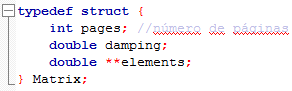 typedef struct {
int pages; //número de páginas
double damping;
double **elements;
} Matrix;